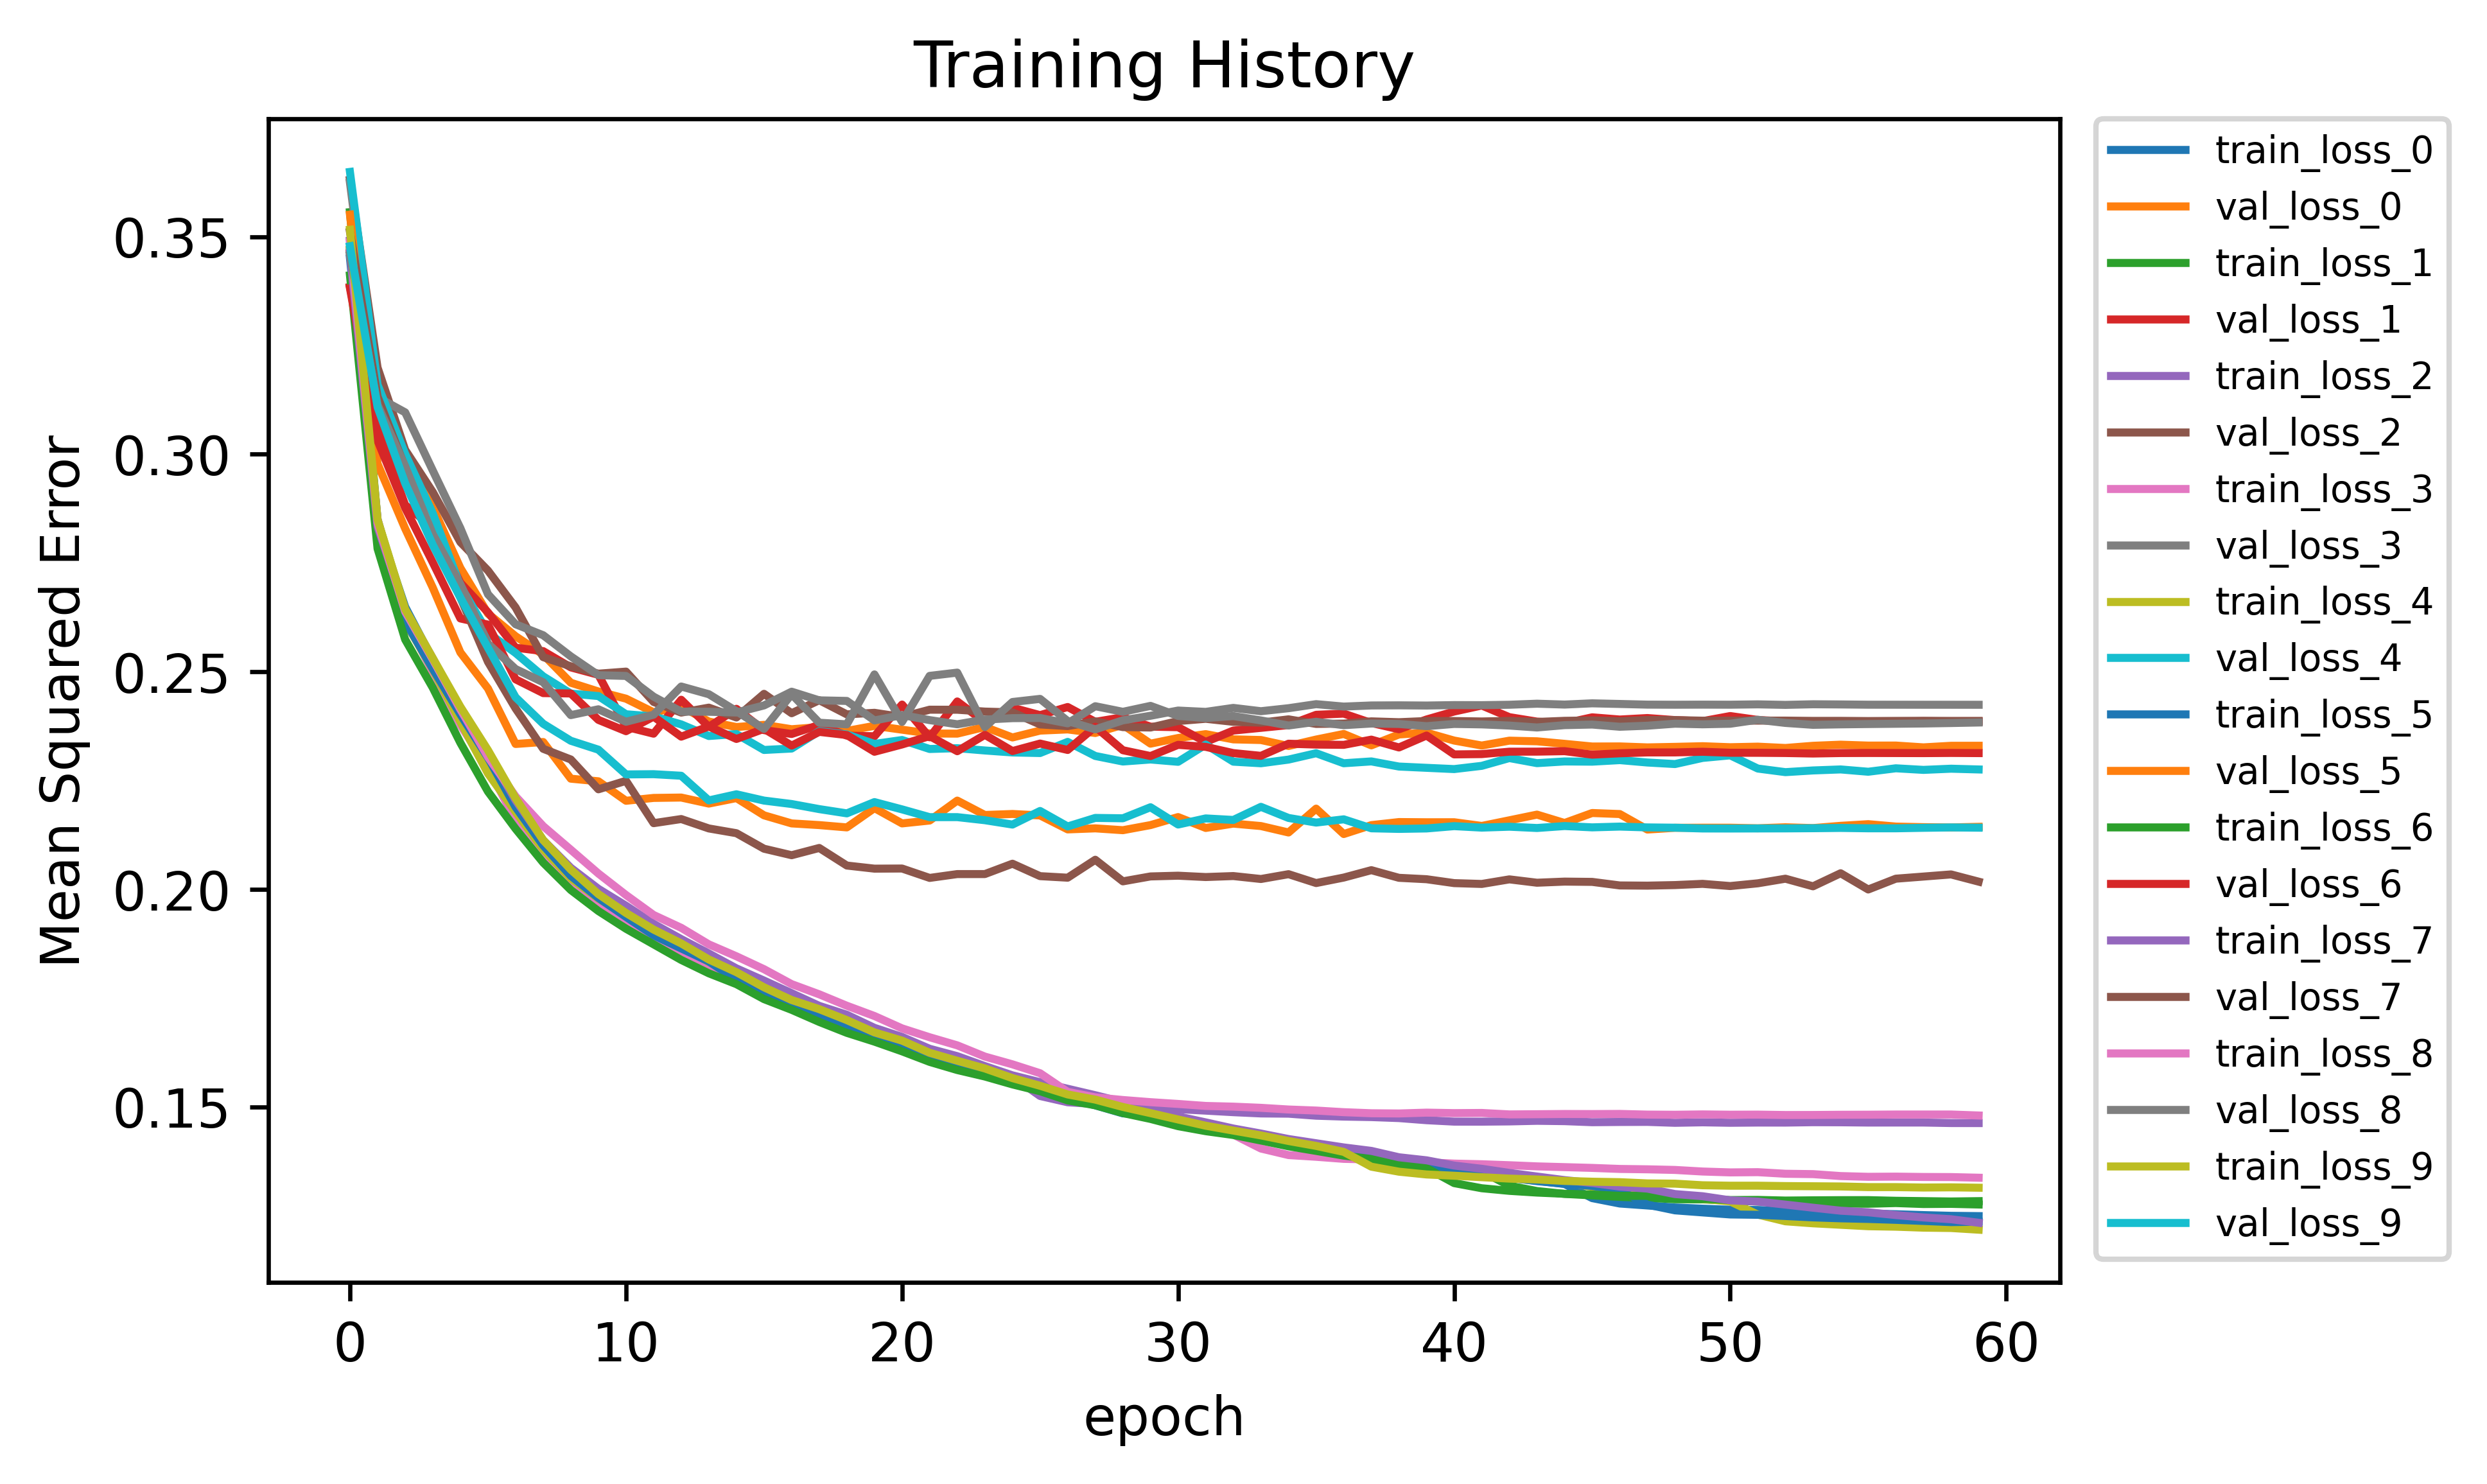 Training History
Mean Squared Error
0.35
0.30
0.25
0.20
0.15
0 10 20 30 40 50 60
epoch
train_loss_0
val_loss_0
train_loss_1
val_loss_1
train_loss_2
val_loss_2
train_loss_3
val_loss_3
train_loss_4
val_loss_4
train_loss_5
val_loss_5
train_loss_6
val_loss_6
train_loss_7
val_loss_7
train_loss_8
val_loss_8
train_loss_9
val_loss_9